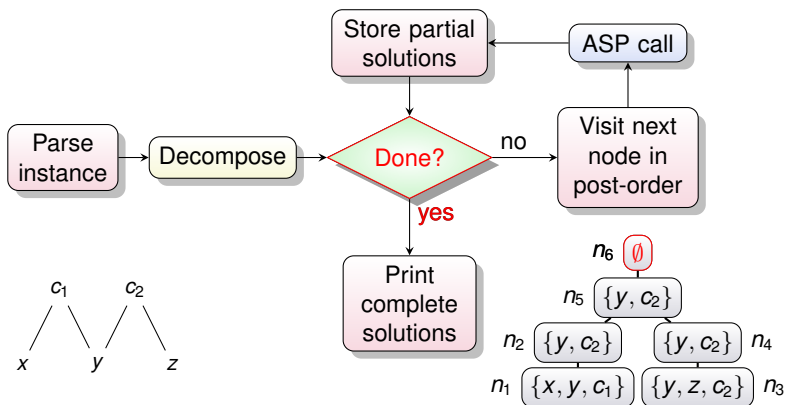 Store partial
solutions
ASP call
Parse
instance
Decompose
Done?
no
Visit next
node in
post-order
yes
Print
complete
solutions
c₁ c₂
x y z
n₆ ∅
n₅ {y, c₂}
n₂ {y, c₂} {y, c₂} n₄
n₁ {x, y, c₁} {y, z, c₂} n₃